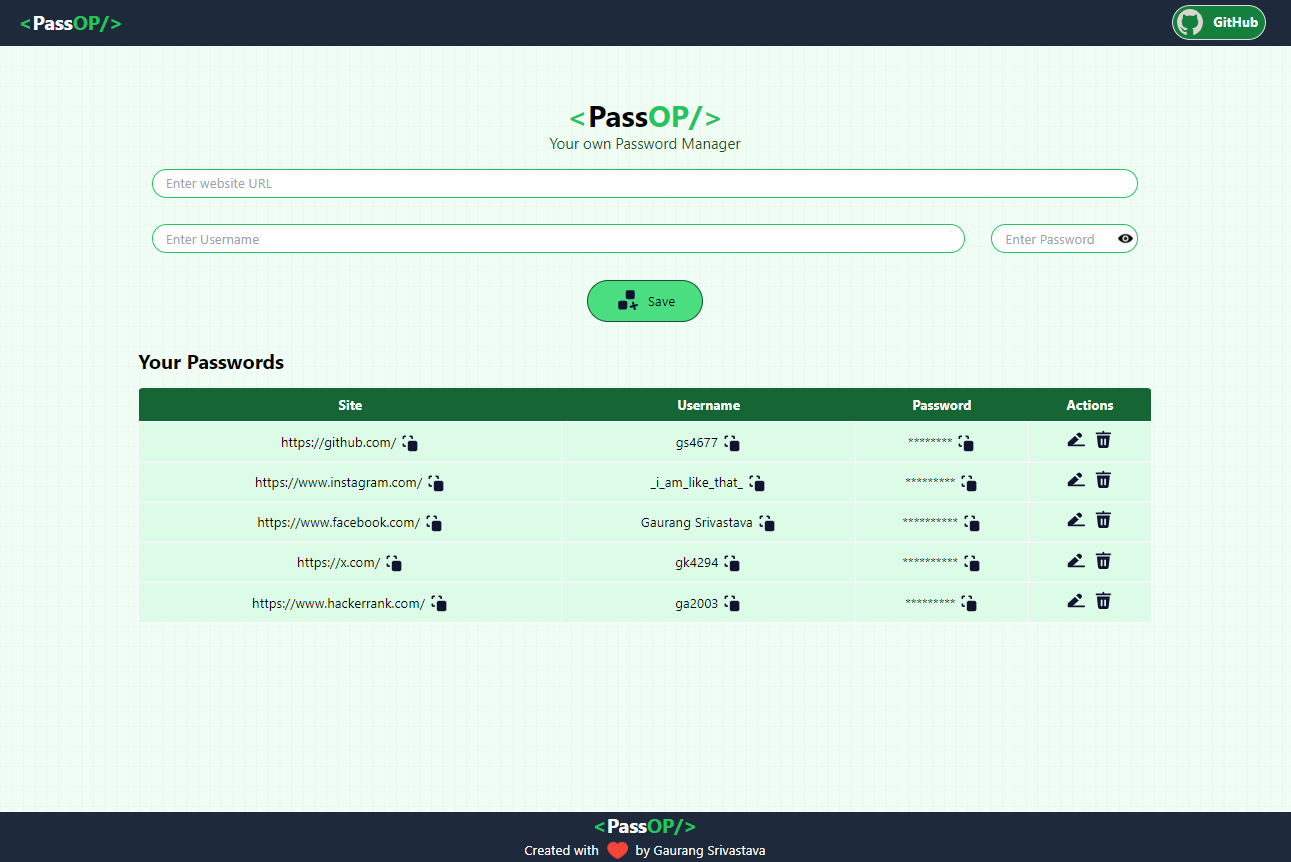 <PassOP/>
GitHub
<PassOP/>
Your own Password Manager
Enter website URL
Enter Username
Enter Password
Save
Your Passwords
Site Username Password Actions
https://github.com/ gs4677 ********
https://www.instagram.com/ _i_am_like_that_ *********
https://www.facebook.com/ Gaurang Srivastava **********
https://x.com/ gk4294 **********
https://www.hackerrank.com/ ga2003 *********
<PassOP/>
Created with ❤️ by Gaurang Srivastava